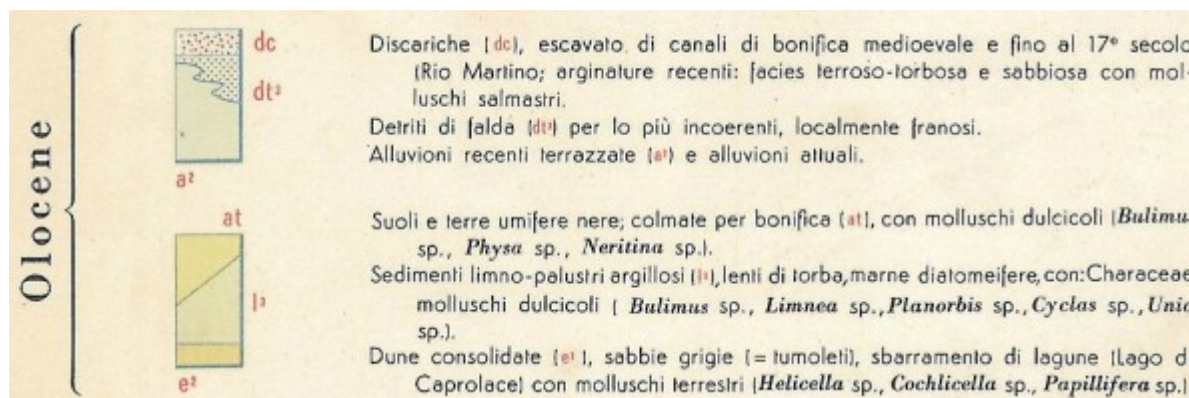 Olocene
dc
dt³
a²
at
l³
e²
Discariche (dc), escavato di canali di bonifica medioevale e fino al 17° secolo
(Rio Martino; arginature recenti: facies terroso-torbosa e sabbiosa con mol-
luschi salmastri.
Detriti di falda (dt³) per lo più incoerenti, localmente franosi.
Alluvioni recenti terrazzate (a²) e alluvioni attuali.
Suoli e terre umifere nere; colmate per bonifica (at), con molluschi dulcicoli (Bulimu
sp., Physa sp., Neritina sp.).
Sedimenti limno-palustri argillosi (l³), lenti di torba, marne diatomeifere, con: Characeae
molluschi dulcicoli ( Bulimus sp., Limnea sp., Planorbis sp., Cyclas sp., Unio
sp.).
Dune consolidate (e² ), sabbie grigie (= tumoleti), sbarramento di lagune (Lago d
Caprolace) con molluschi terrestri (Helicella sp., Cochlicella sp., Papillifera sp.)